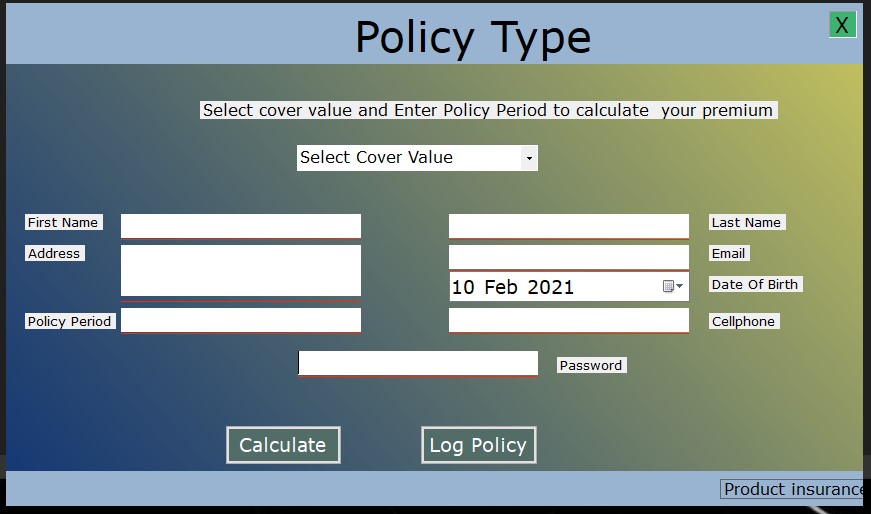 Policy Type
X
Select cover value and Enter Policy Period to calculate  your premium
Select Cover Value
First Name
Last Name
Address
Email
10 Feb 2021
Date Of Birth
Policy Period
Cellphone
Password
Calculate
Log Policy
Product insurance